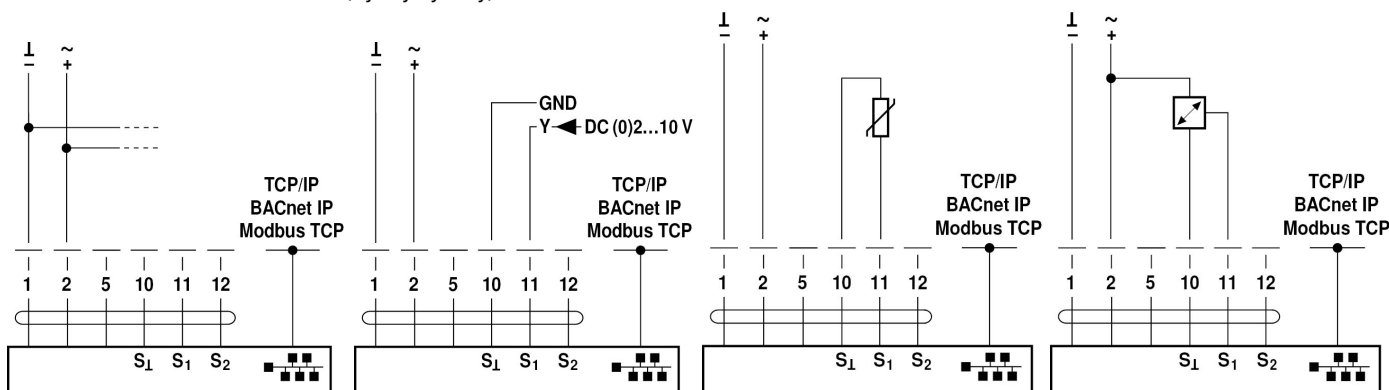 ⊥ ~
– +
TCP/IP
BACnet IP
Modbus TCP
1 2 5 10 11 12
S⊥ S1 S2
⊥ ~
– +
GND
Y DC (0)2...10 V
TCP/IP
BACnet IP
Modbus TCP
1 2 5 10 11 12
S⊥ S1 S2
⊥ ~
– +
TCP/IP
BACnet IP
Modbus TCP
1 2 5 10 11 12
S⊥ S1 S2
⊥ ~
– +
TCP/IP
BACnet IP
Modbus TCP
1 2 5 10 11 12
S⊥ S1 S2